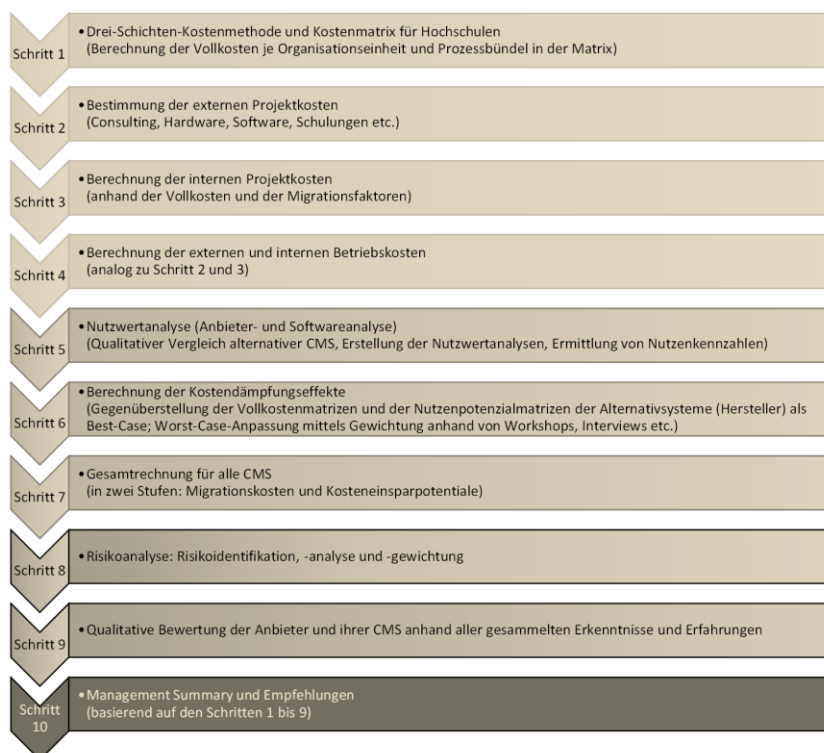 Schritt 1
•Drei-Schichten-Kostenmethode und Kostenmatrix für Hochschulen
(Berechnung der Vollkosten je Organisationseinheit und Prozessbündel in der Matrix)
Schritt 2
•Bestimmung der externen Projektkosten
(Consulting, Hardware, Software, Schulungen etc.)
Schritt 3
•Berechnung der internen Projektkosten
(anhand der Vollkosten und der Migrationsfaktoren)
Schritt 4
•Berechnung der externen und internen Betriebskosten
(analog zu Schritt 2 und 3)
Schritt 5
•Nutzwertanalyse (Anbieter- und Softwareanalyse)
(Qualitativer Vergleich alternativer CMS, Erstellung der Nutzwertanalysen, Ermittlung von Nutzenkennzahlen)
Schritt 6
•Berechnung der Kostendämpfungseffekte
(Gegenüberstellung der Vollkostenmatrizen und der Nutzenpotenzialmatrizen der Alternativsysteme (Hersteller) als
Best-Case; Worst-Case-Anpassung mittels Gewichtung anhand von Workshops, Interviews etc.)
Schritt 7
•Gesamtrechnung für alle CMS
(in zwei Stufen: Migrationskosten und Kosteneinsparpotentiale)
Schritt 8
•Risikoanalyse: Risikoidentifikation, -analyse und -gewichtung
Schritt 9
•Qualitative Bewertung der Anbieter und ihrer CMS anhand aller gesammelten Erkenntnisse und Erfahrungen
Schritt
10
•Management Summary und Empfehlungen
(basierend auf den Schritten 1 bis 9)